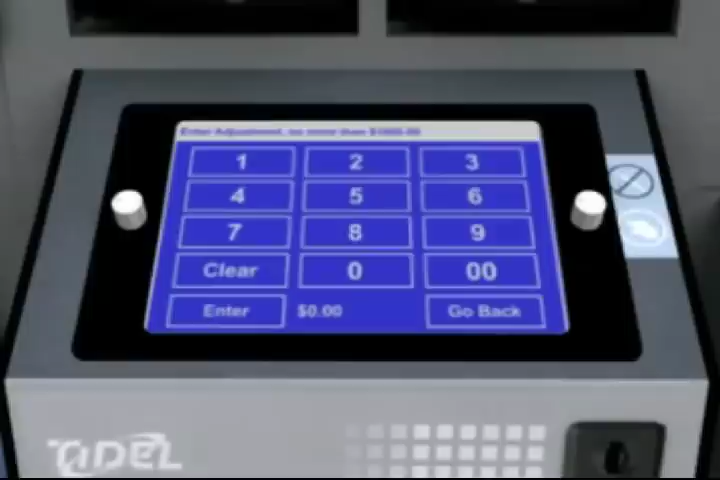 Enter Adjustment, no more than $1000.00
1 2 3
4 5 6
7 8 9
Clear 0 00
Enter $0.00 Go Back
TIDEL